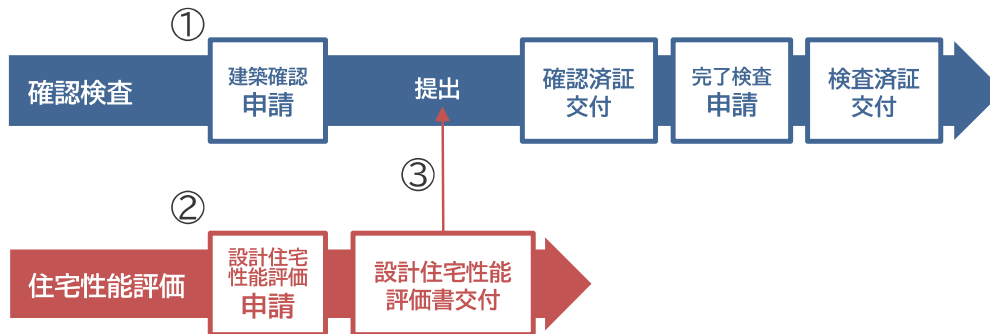 ①
確認検査
建築確認
申請
提出
確認済証
交付
完了検査
申請
検査済証
交付
③
②
住宅性能評価
設計住宅
性能評価
申請
設計住宅性能
評価書交付